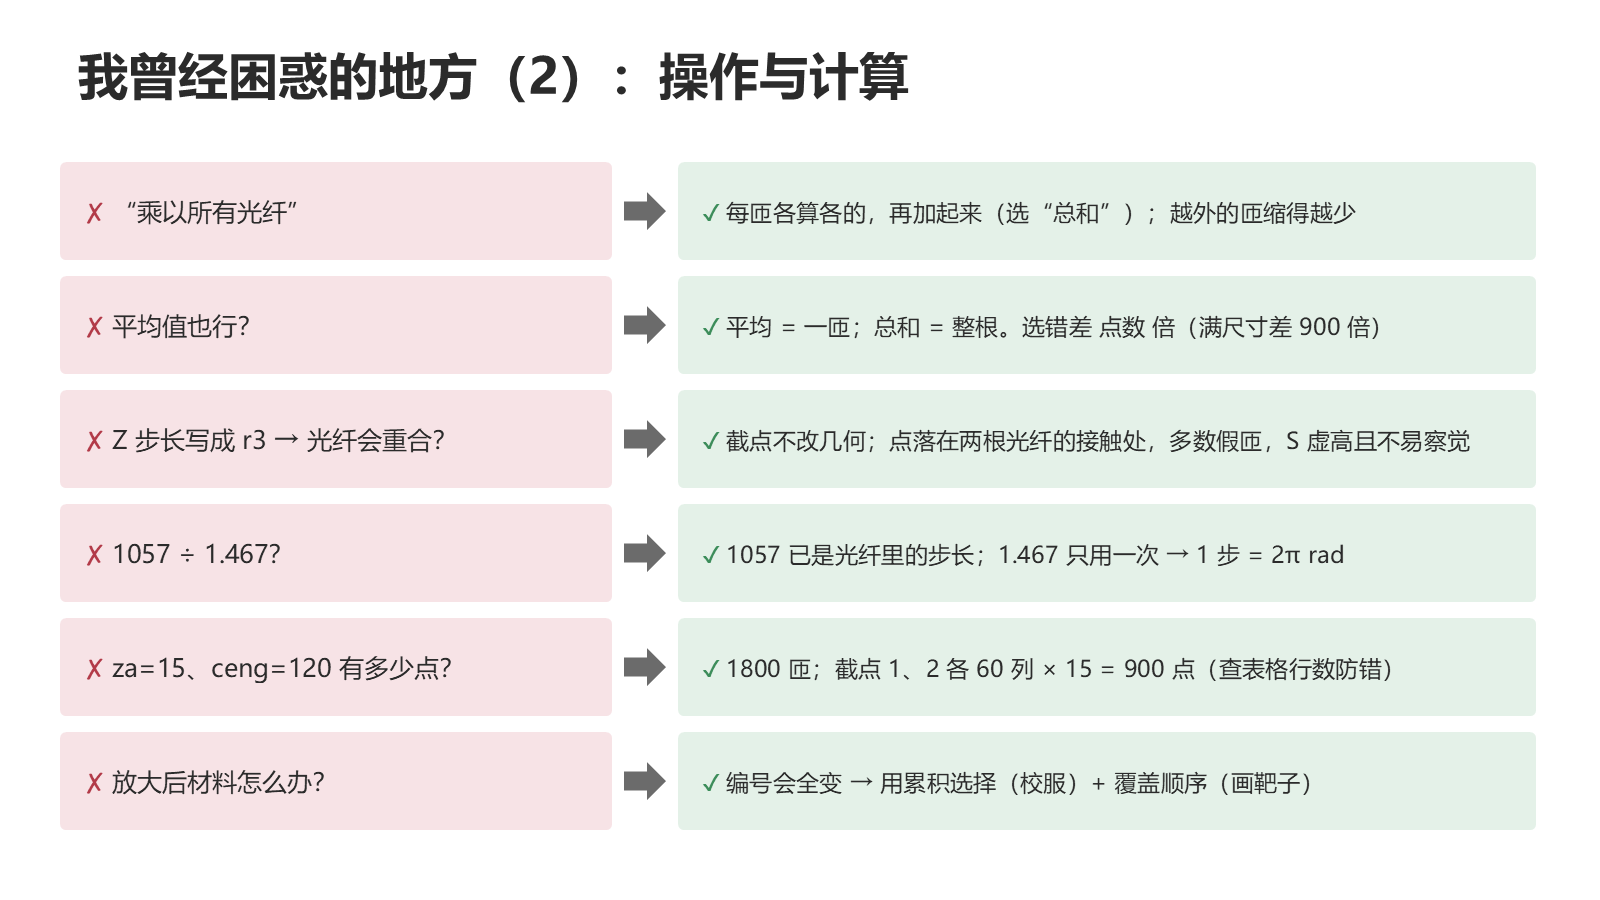 我曾经困惑的地方（2）：操作与计算
✗ “乘以所有光纤”
✓ 每匝各算各的，再加起来（选“总和”）；越外的匝缩得越少
✗ 平均值也行？
✓ 平均 = 一匝；总和 = 整根。选错差 点数 倍（满尺寸差 900 倍）
✗ Z 步长写成 r3 → 光纤会重合？
✓ 截点不改几何；点落在两根光纤的接触处，多数假匝，S 虚高且不易察觉
✗ 1057 ÷ 1.467？
✓ 1057 已是光纤里的步长；1.467 只用一次 → 1 步 = 2π rad
✗ za=15、ceng=120 有多少点？
✓ 1800 匝；截点 1、2 各 60 列 × 15 = 900 点（查表格行数防错）
✗ 放大后材料怎么办？
✓ 编号会全变 → 用累积选择（校服）+ 覆盖顺序（画靶子）